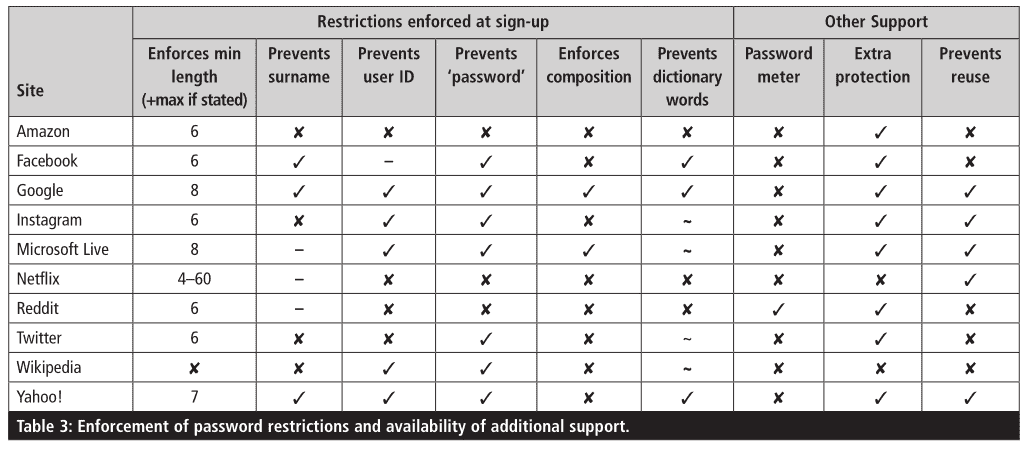 Restrictions enforced at sign-up Other Support
Site Enforces min length (+max if stated) Prevents surname Prevents user ID Prevents ‘password’ Enforces composition Prevents dictionary words Password meter Extra protection Prevents reuse
Amazon 6 ✘ ✘ ✘ ✘ ✘ ✘ ✓ ✘
Facebook 6 ✓ – ✓ ✘ ✓ ✘ ✓ ✘
Google 8 ✓ ✓ ✓ ✓ ✓ ✘ ✓ ✓
Instagram 6 ✘ ✓ ✓ ✘ ~ ✘ ✓ ✓
Microsoft Live 8 – ✓ ✓ ✓ ~ ✘ ✓ ✓
Netflix 4–60 – ✘ ✘ ✘ ✘ ✘ ✘ ✓
Reddit 6 – ✘ ✘ ✘ ✘ ✓ ✓ ✘
Twitter 6 ✘ ✘ ✓ ✘ ~ ✘ ✓ ✘
Wikipedia ✘ ✘ ✓ ✓ ✘ ~ ✘ ✘ ✘
Yahoo! 7 ✓ ✓ ✓ ✘ ✓ ✘ ✓ ✓
Table 3: Enforcement of password restrictions and availability of additional support.